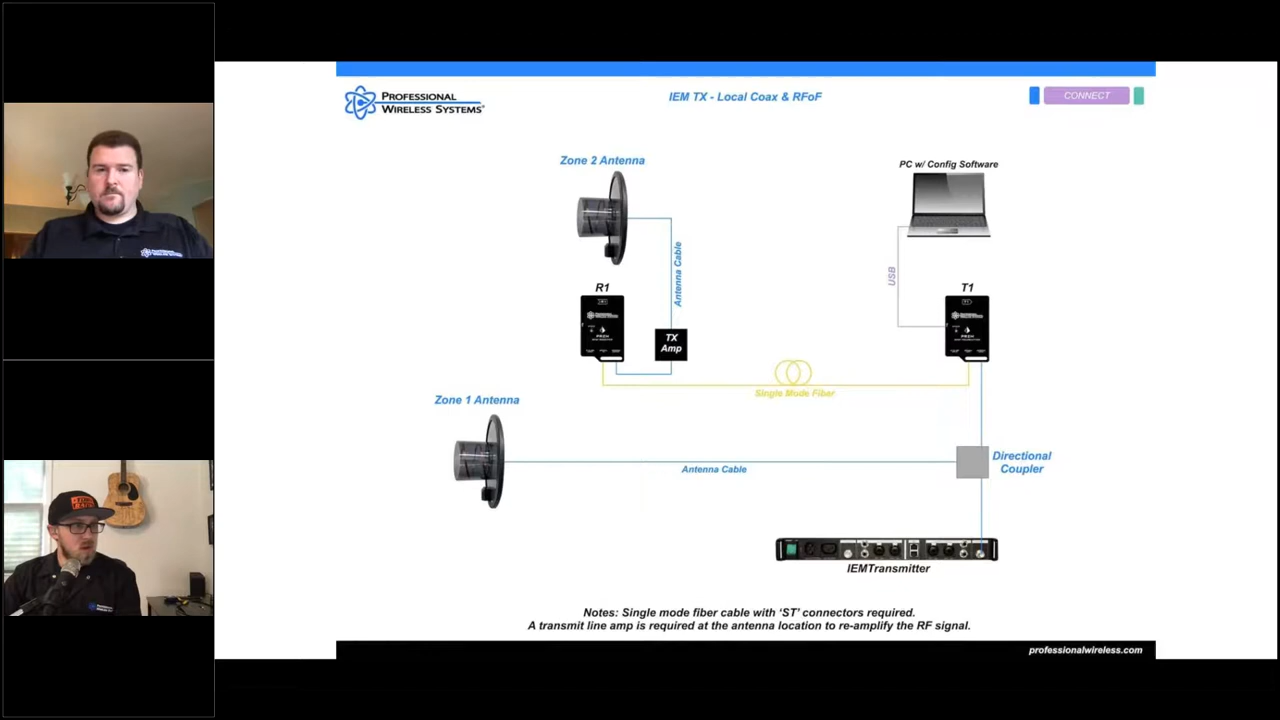 PROFESSIONAL
WIRELESS SYSTEMS
IEM TX - Local Coax & RFoF
CONNECT
Zone 2 Antenna
PC w/ Config Software
Antenna Cable
USB
R1
T1
TX
Amp
Single Mode Fiber
Zone 1 Antenna
Antenna Cable
Directional
Coupler
IEMTransmitter
Notes: Single mode fiber cable with ‘ST’ connectors required.
A transmit line amp is required at the antenna location to re-amplify the RF signal.
professionalwireless.com